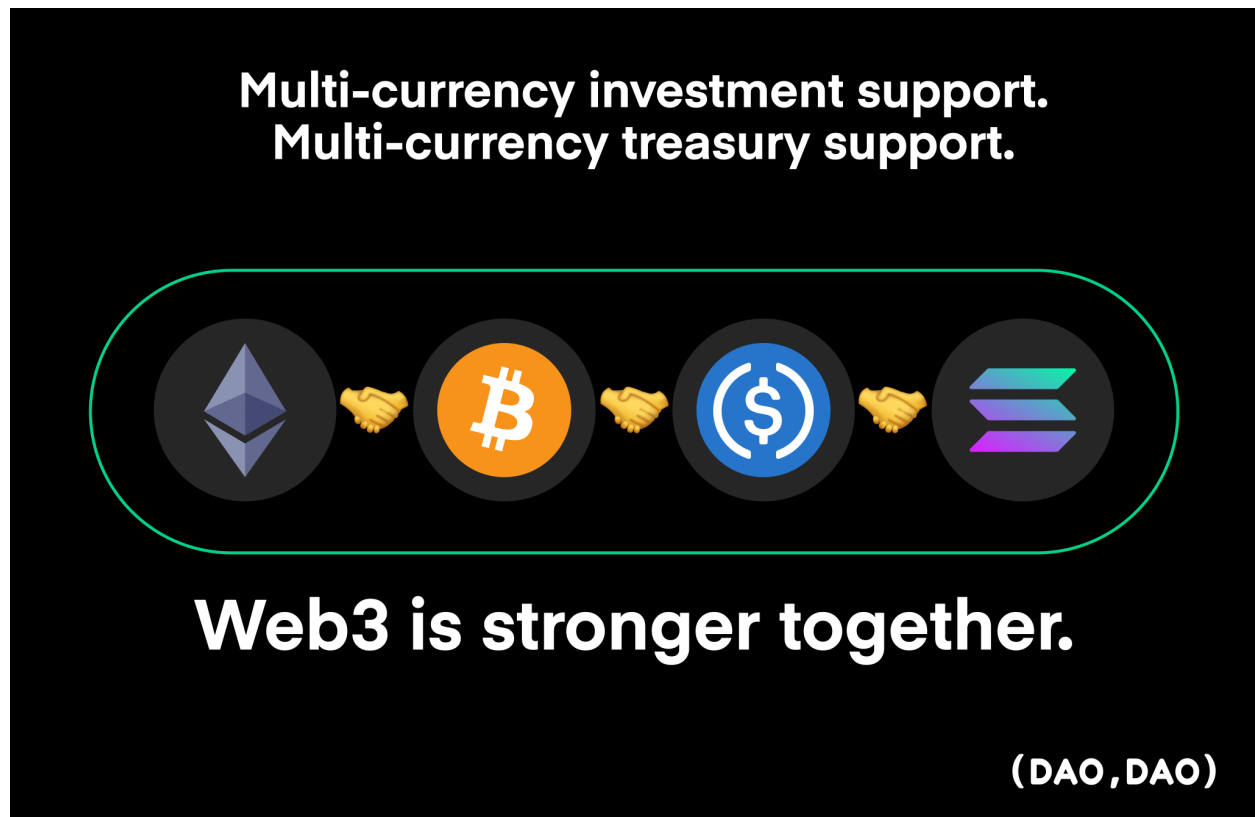 Multi-currency investment support.
Multi-currency treasury support.
Web3 is stronger together.
(DAO,DAO)